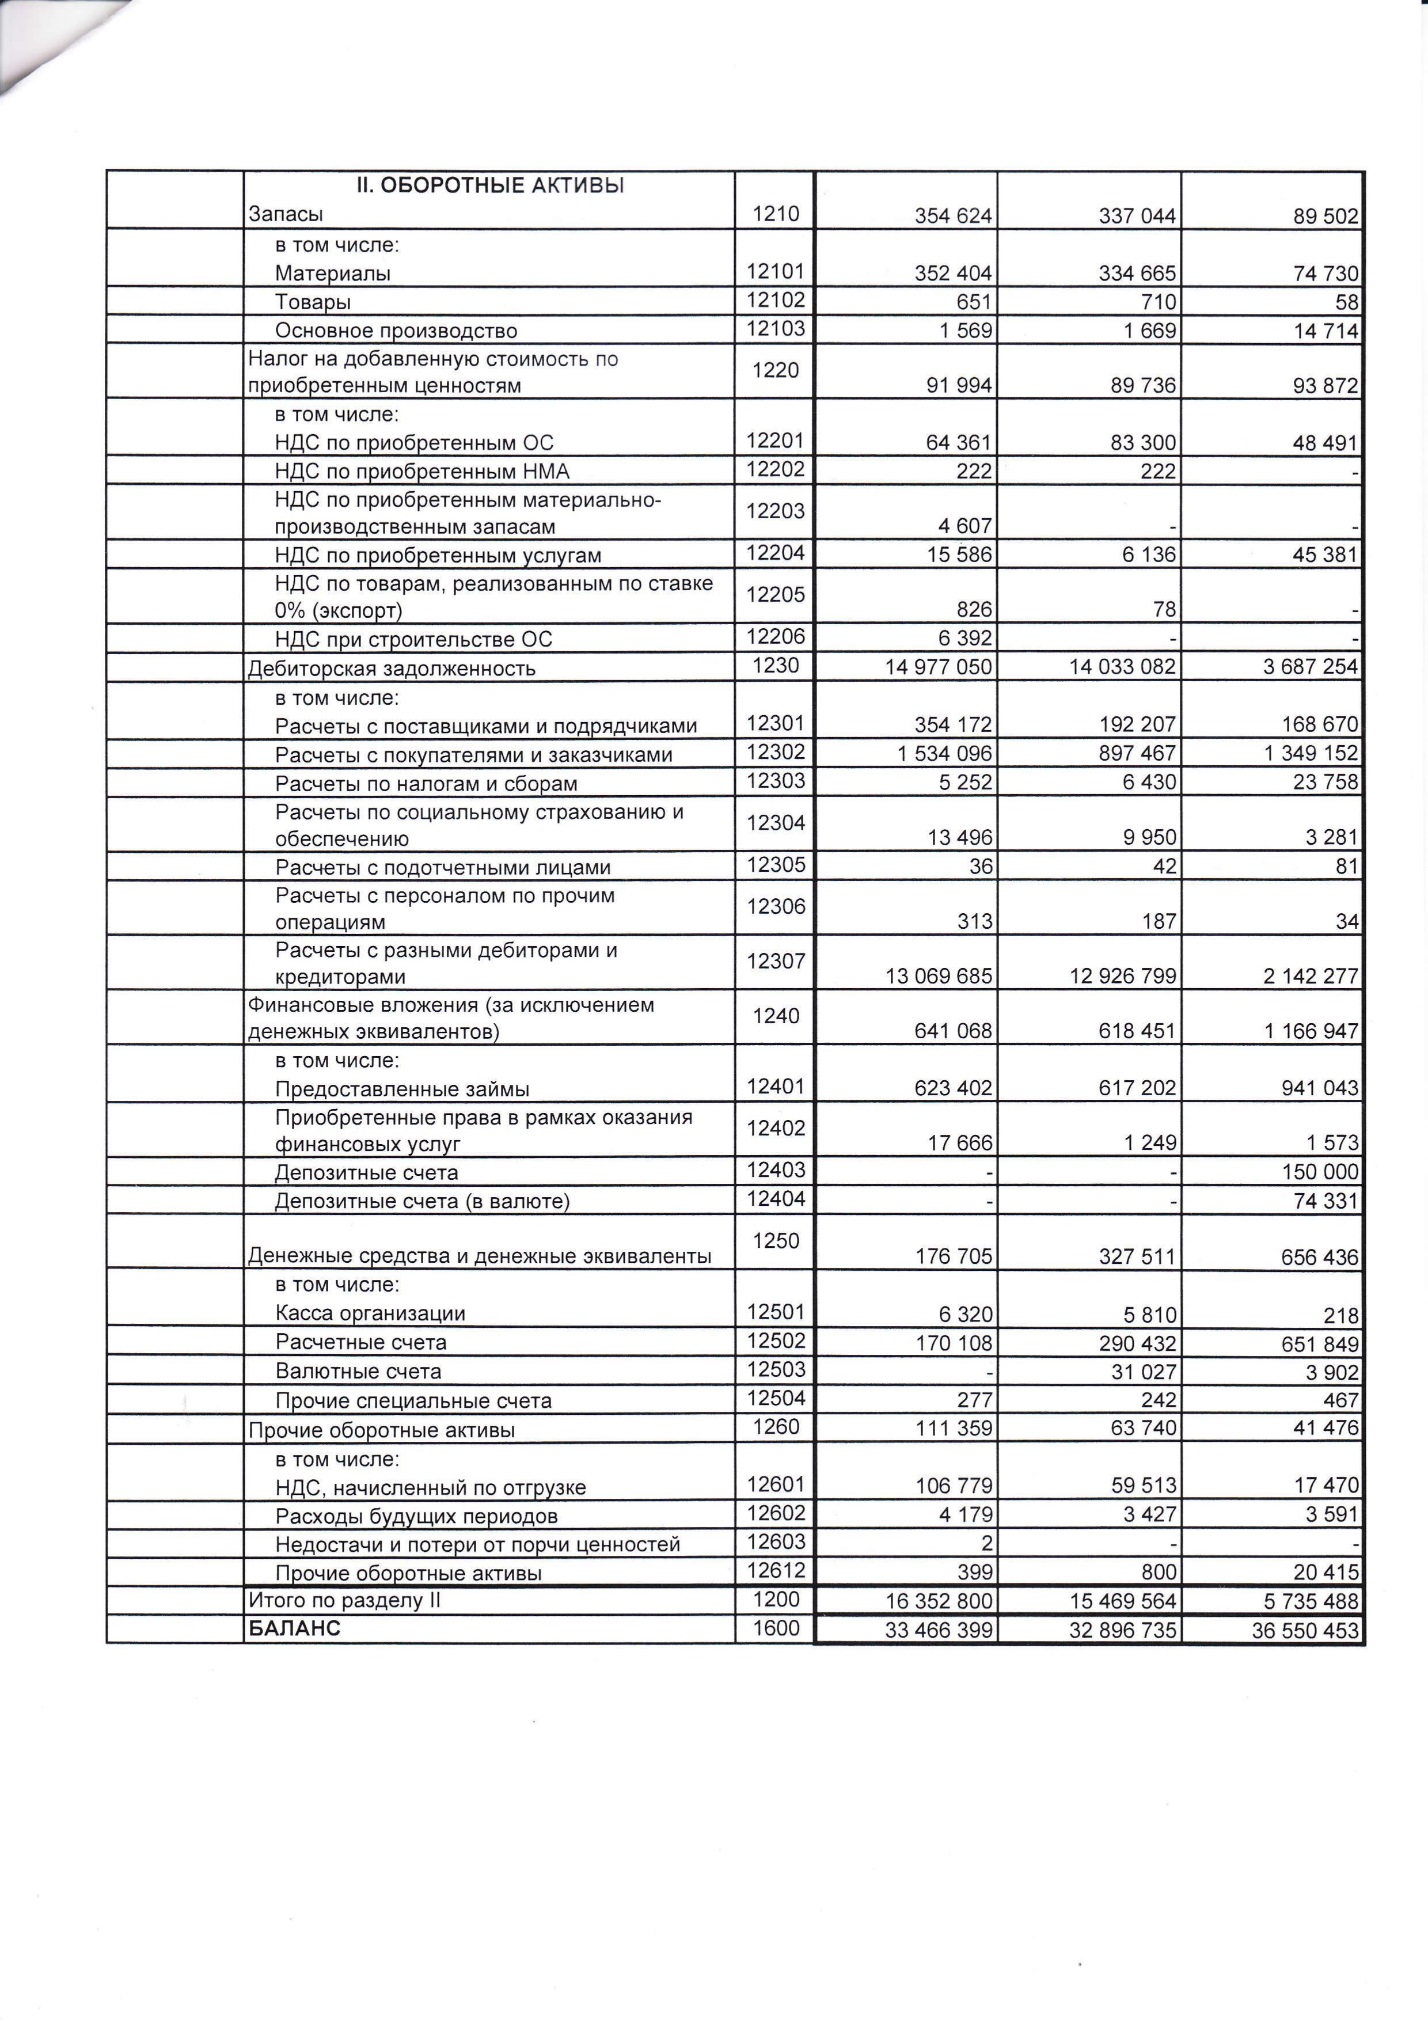 II. ОБОРОТНЫЕ АКТИВЫ
Запасы 1210 354 624 337 044 89 502
в том числе:
Материалы 12101 352 404 334 665 74 730
Товары 12102 651 710 58
Основное производство 12103 1 569 1 669 14 714
Налог на добавленную стоимость по
приобретенным ценностям 1220 91 994 89 736 93 872
в том числе:
НДС по приобретенным ОС 12201 64 361 83 300 48 491
НДС по приобретенным НМА 12202 222 222 -
НДС по приобретенным материально-
производственным запасам 12203 4 607 - -
НДС по приобретенным услугам 12204 15 586 6 136 45 381
НДС по товарам, реализованным по ставке
0% (экспорт) 12205 826 78 -
НДС при строительстве ОС 12206 6 392 - -
Дебиторская задолженность 1230 14 977 050 14 033 082 3 687 254
в том числе:
Расчеты с поставщиками и подрядчиками 12301 354 172 192 207 168 670
Расчеты с покупателями и заказчиками 12302 1 534 096 897 467 1 349 152
Расчеты по налогам и сборам 12303 5 252 6 430 23 758
Расчеты по социальному страхованию и
обеспечению 12304 13 496 9 950 3 281
Расчеты с подотчетными лицами 12305 36 42 81
Расчеты с персоналом по прочим
операциям 12306 313 187 34
Расчеты с разными дебиторами и
кредиторами 12307 13 069 685 12 926 799 2 142 277
Финансовые вложения (за исключением
денежных эквивалентов) 1240 641 068 618 451 1 166 947
в том числе:
Предоставленные займы 12401 623 402 617 202 941 043
Приобретенные права в рамках оказания
финансовых услуг 12402 17 666 1 249 1 573
Депозитные счета 12403 - - 150 000
Депозитные счета (в валюте) 12404 - - 74 331
Денежные средства и денежные эквиваленты 1250 176 705 327 511 656 436
в том числе:
Касса организации 12501 6 320 5 810 218
Расчетные счета 12502 170 108 290 432 651 849
Валютные счета 12503 - 31 027 3 902
Прочие специальные счета 12504 277 242 467
Прочие оборотные активы 1260 111 359 63 740 41 476
в том числе:
НДС, начисленный по отгрузке 12601 106 779 59 513 17 470
Расходы будущих периодов 12602 4 179 3 427 3 591
Недостачи и потери от порчи ценностей 12603 2 - -
Прочие оборотные активы 12612 399 800 20 415
Итого по разделу II 1200 16 352 800 15 469 564 5 735 488
БАЛАНС 1600 33 466 399 32 896 735 36 550 453